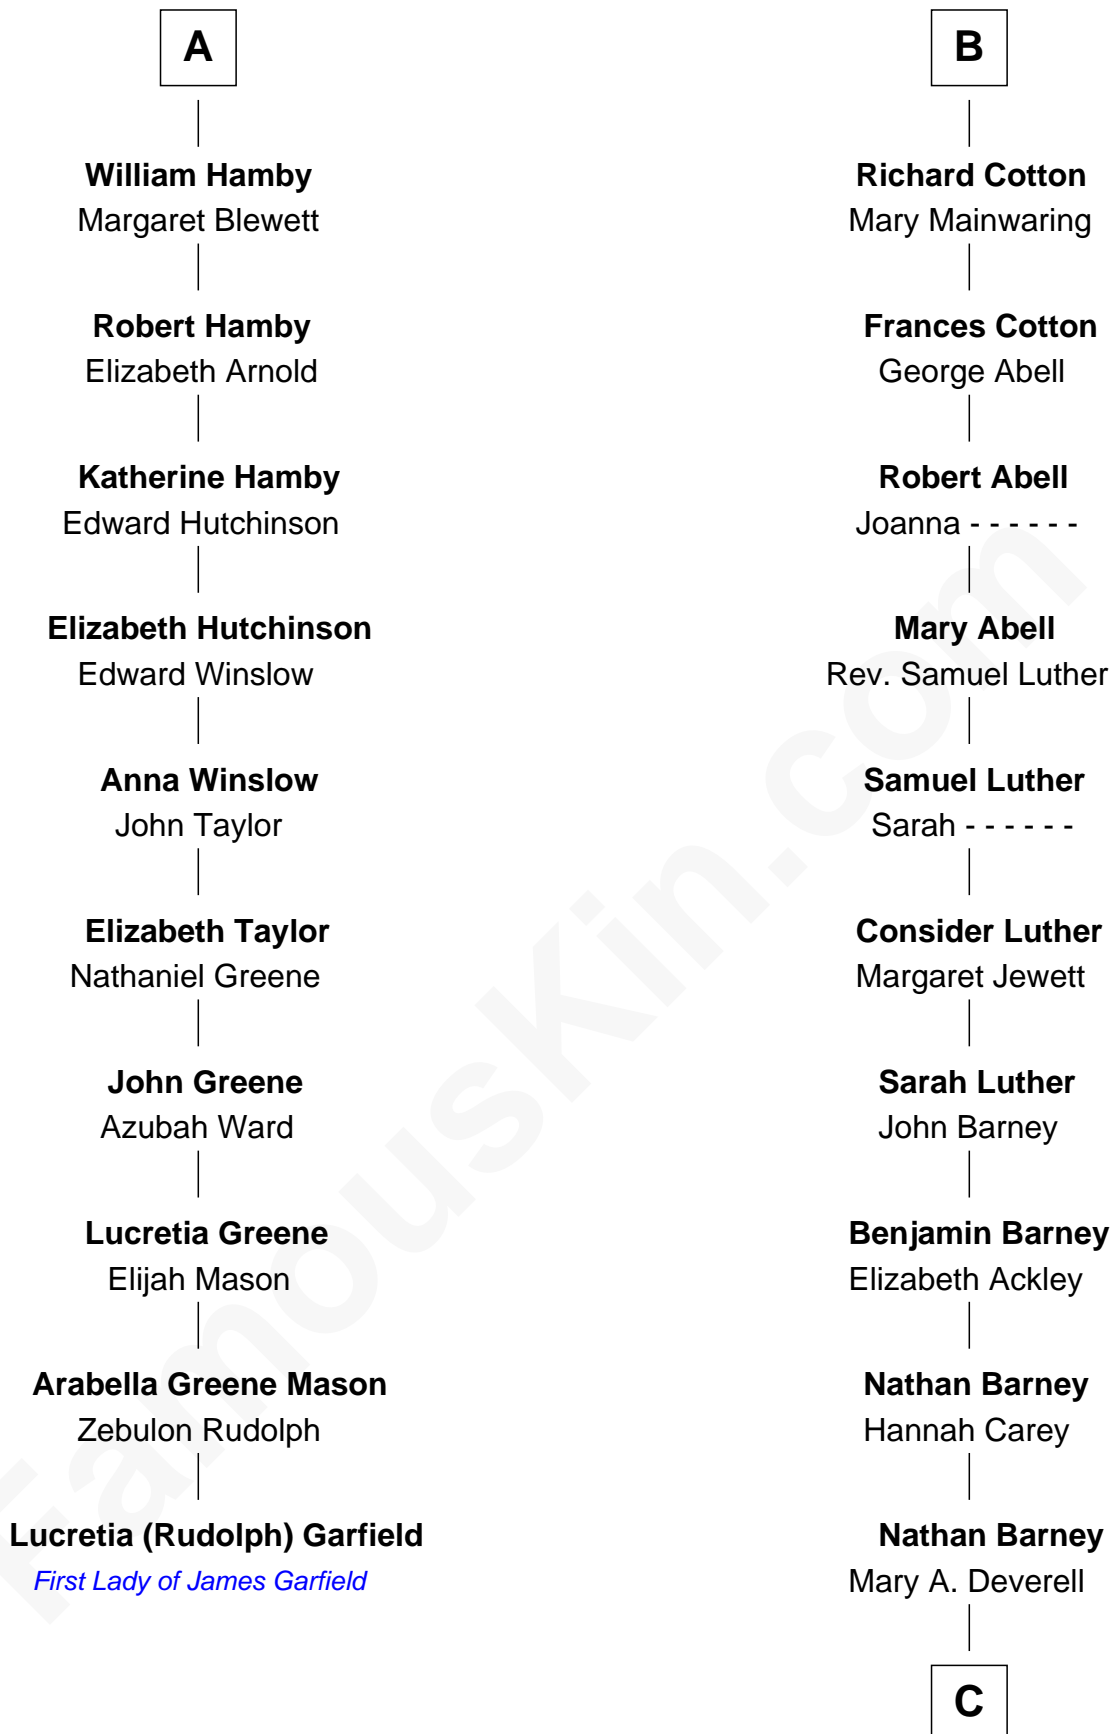 A
William Hamby
Margaret Blewett
Robert Hamby
Elizabeth Arnold
Katherine Hamby
Edward Hutchinson
Elizabeth Hutchinson
Edward Winslow
Anna Winslow
John Taylor
Elizabeth Taylor
Nathaniel Greene
John Greene
Azubah Ward
Lucretia Greene
Elijah Mason
Arabella Greene Mason
Zebulon Rudolph
Lucretia (Rudolph) Garfield
First Lady of James Garfield
B
Richard Cotton
Mary Mainwaring
Frances Cotton
George Abell
Robert Abell
Joanna - - - - - -
Mary Abell
Rev. Samuel Luther
Samuel Luther
Sarah - - - - - -
Consider Luther
Margaret Jewett
Sarah Luther
John Barney
Benjamin Barney
Elizabeth Ackley
Nathan Barney
Hannah Carey
Nathan Barney
Mary A. Deverell
C
FamousKin.com